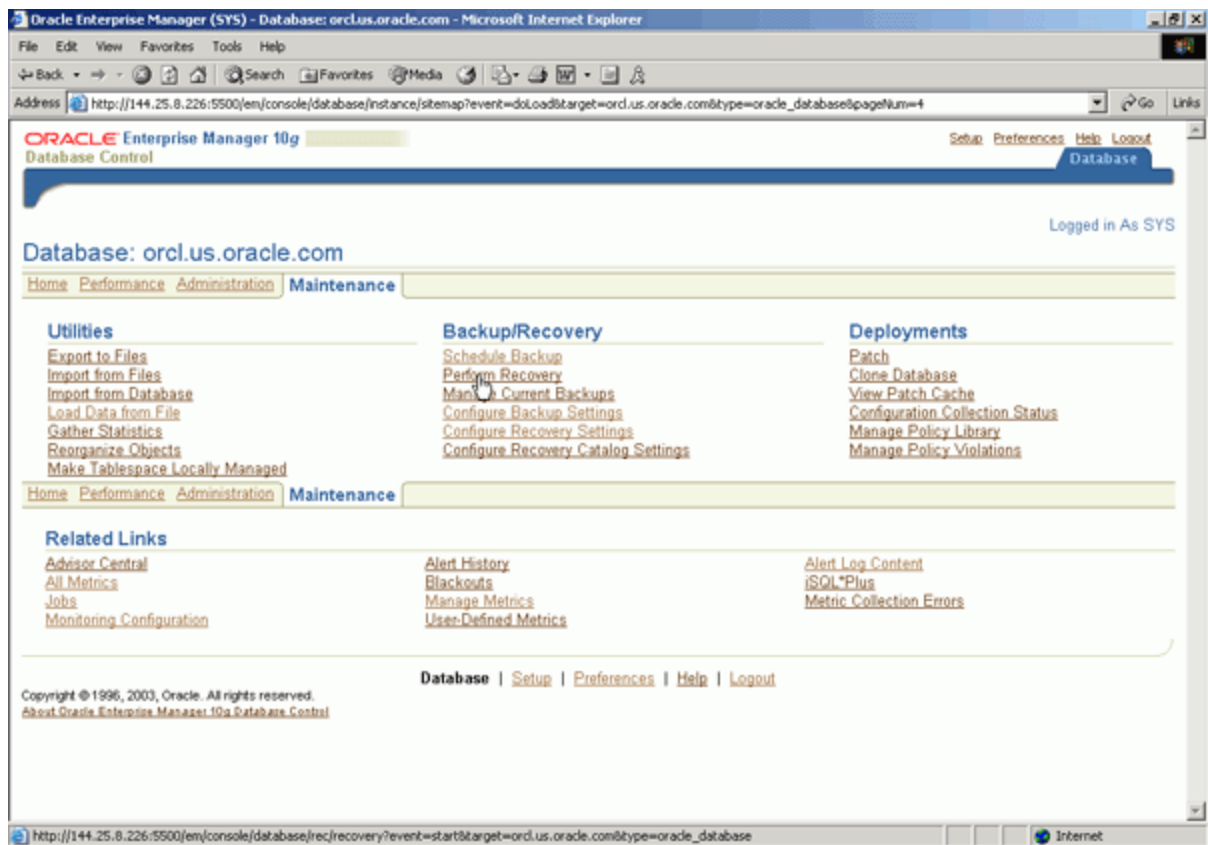 Oracle Enterprise Manager (SYS) - Database: orcl.us.oracle.com - Microsoft Internet Explorer
File Edit View Favorites Tools Help
Back Search Favorites Media
Address http://144.25.8.226:5500/em/console/database/instance/sitemap?event=doLoad&target=orcl.us.oracle.com&type=oracle_database&pageNum=4 Go Links
ORACLE Enterprise Manager 10g
Database Control
Setup Preferences Help Logout
Database
Logged in As SYS
Database: orcl.us.oracle.com
Home Performance Administration Maintenance
Utilities
Export to Files
Import from Files
Import from Database
Load Data from File
Gather Statistics
Reorganize Objects
Make Tablespace Locally Managed
Backup/Recovery
Schedule Backup
Perform Recovery
Manage Current Backups
Configure Backup Settings
Configure Recovery Settings
Configure Recovery Catalog Settings
Deployments
Patch
Clone Database
View Patch Cache
Configuration Collection Status
Manage Policy Library
Manage Policy Violations
Home Performance Administration Maintenance
Related Links
Advisor Central
All Metrics
Jobs
Monitoring Configuration
Alert History
Blackouts
Manage Metrics
User-Defined Metrics
Alert Log Content
iSQL*Plus
Metric Collection Errors
Database | Setup | Preferences | Help | Logout
Copyright © 1996, 2003, Oracle. All rights reserved.
About Oracle Enterprise Manager 10g Database Control
http://144.25.8.226:5500/em/console/database/rec/recovery?event=start&target=orcl.us.oracle.com&type=oracle_database
Internet